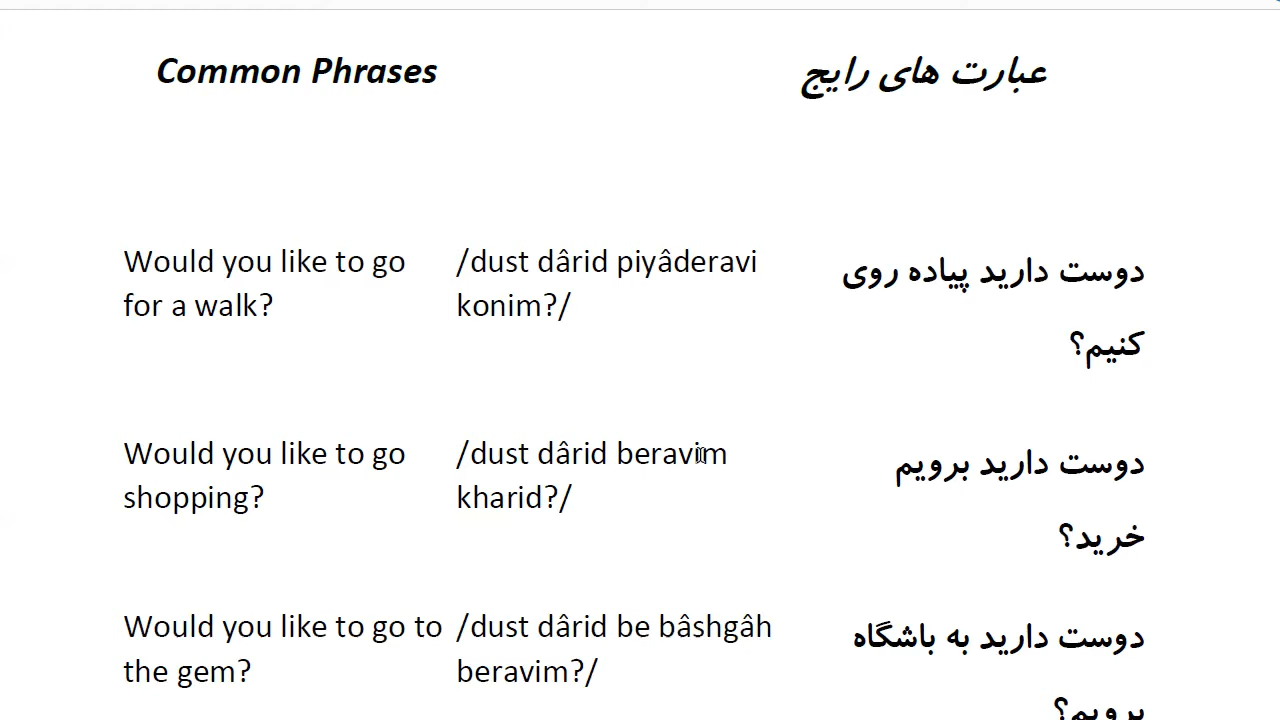 Common Phrases
عبارت های رایج
Would you like to go
for a walk?
/dust dârid piyâderavi
konim?/
دوست دارید پیاده روی
کنیم؟
Would you like to go
shopping?
/dust dârid beravim
kharid?/
دوست دارید برویم
خرید؟
Would you like to go to
the gem?
/dust dârid be bâshgâh
beravim?/
دوست دارید به باشگاه
برویم؟